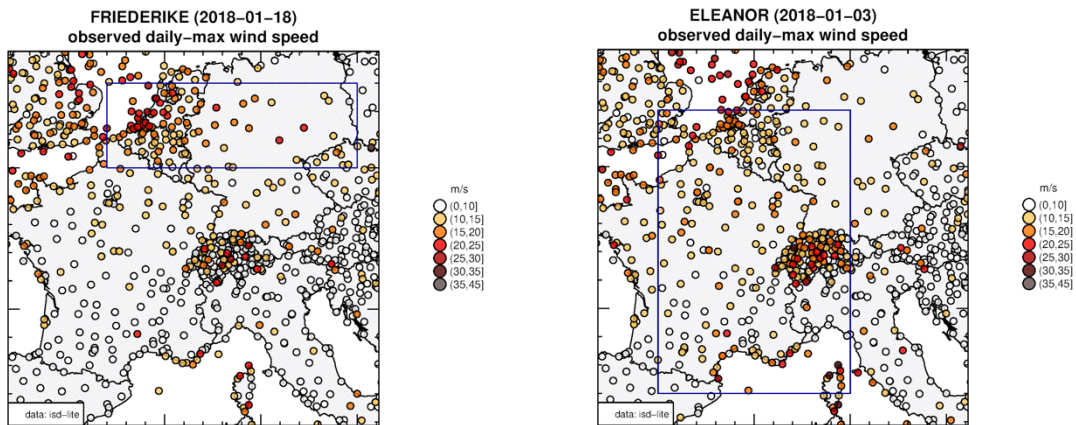 FRIEDERIKE (2018−01−18)
observed daily−max wind speed
m/s
(0,10]
(10,15]
(15,20]
(20,25]
(25,30]
(30,35]
(35,45]
data: isd−lite
ELEANOR (2018−01−03)
observed daily−max wind speed
m/s
(0,10]
(10,15]
(15,20]
(20,25]
(25,30]
(30,35]
(35,45]
data: isd−lite